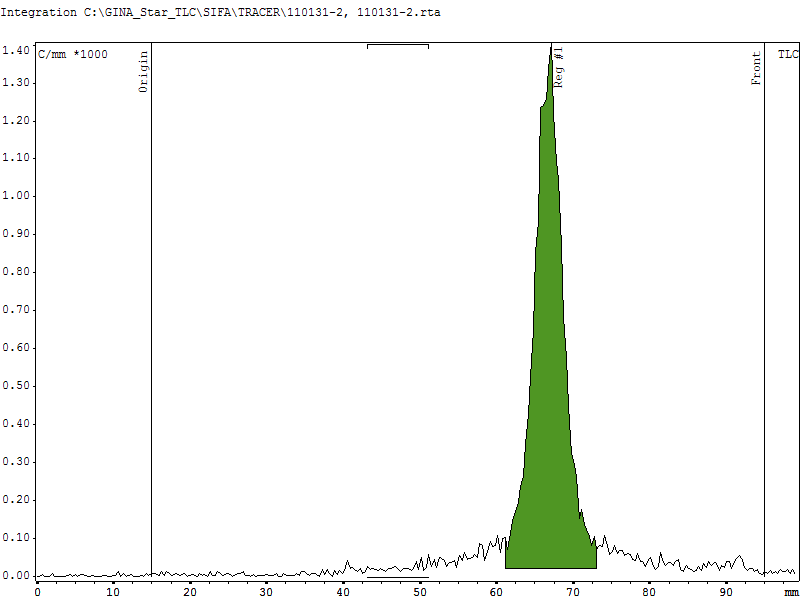 Integration C:\GINA_Star_TLC\SIFA\TRACER\110131-2, 110131-2.rta
C/mm *1000
Origin
Reg #1
Front
TLC
1.40
1.30
1.20
1.10
1.00
0.90
0.80
0.70
0.60
0.50
0.40
0.30
0.20
0.10
0.00
0 10 20 30 40 50 60 70 80 90 mm